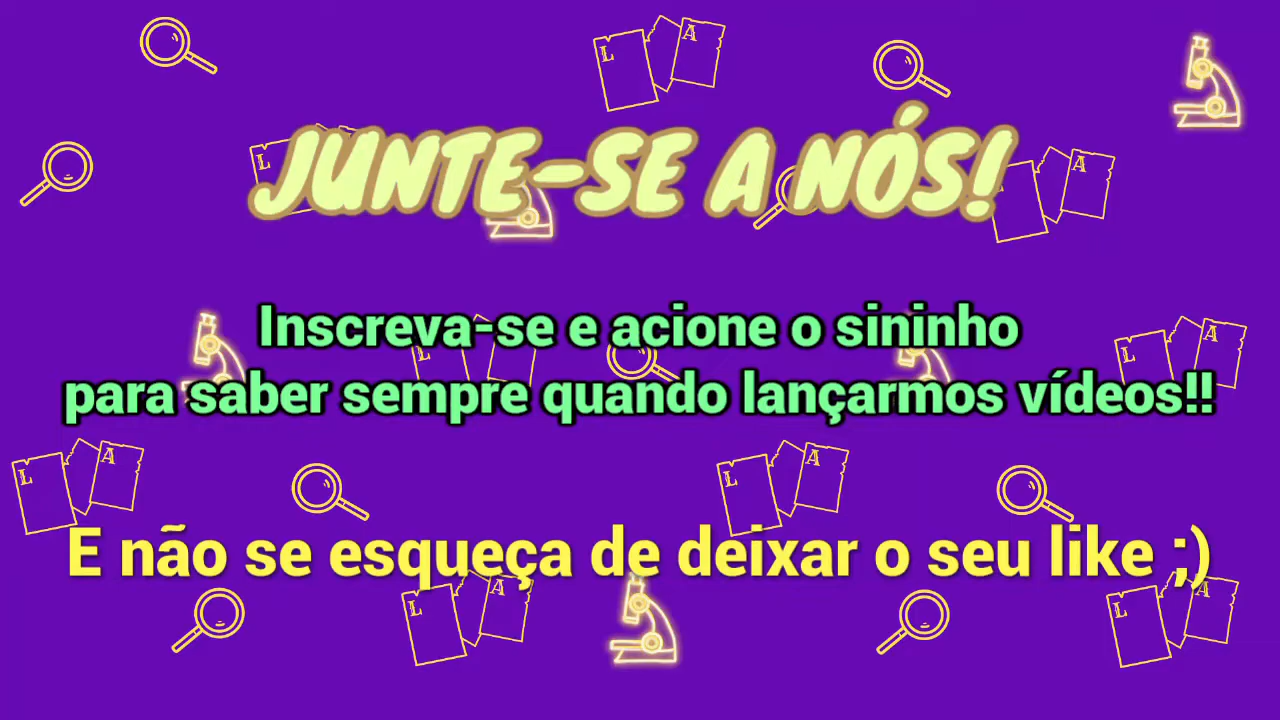 JUNTE-SE A NÓS!
Inscreva-se e acione o sininho
para saber sempre quando lançarmos vídeos!!
E não se esqueça de deixar o seu like ;)
L A
L A
L
A
L A
L A
L A
L A
L A